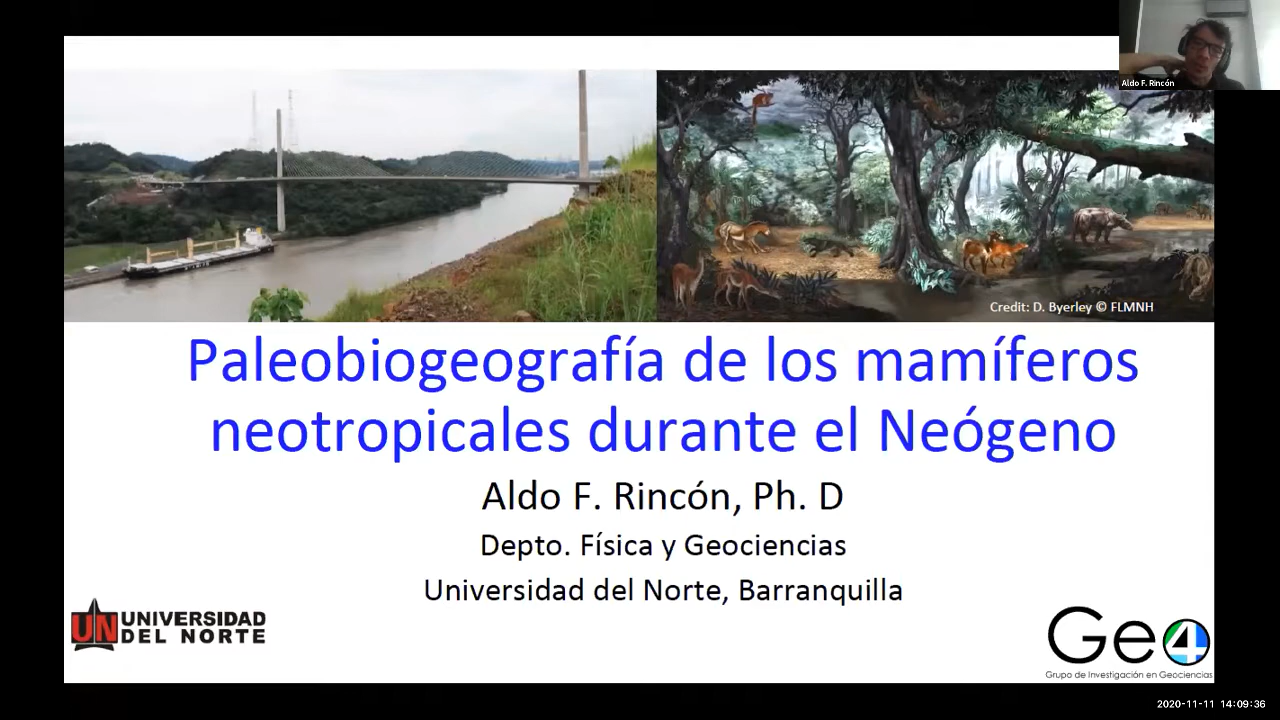 Aldo F. Rincón
Credit: D. Byerley © FLMNH
Paleobiogeografía de los mamíferos
neotropicales durante el Neógeno
Aldo F. Rincón, Ph. D
Depto. Física y Geociencias
Universidad del Norte, Barranquilla
UN UNIVERSIDAD
DEL NORTE
Ge4
Grupo de Investigación en Geociencias
2020-11-11 14:09:36